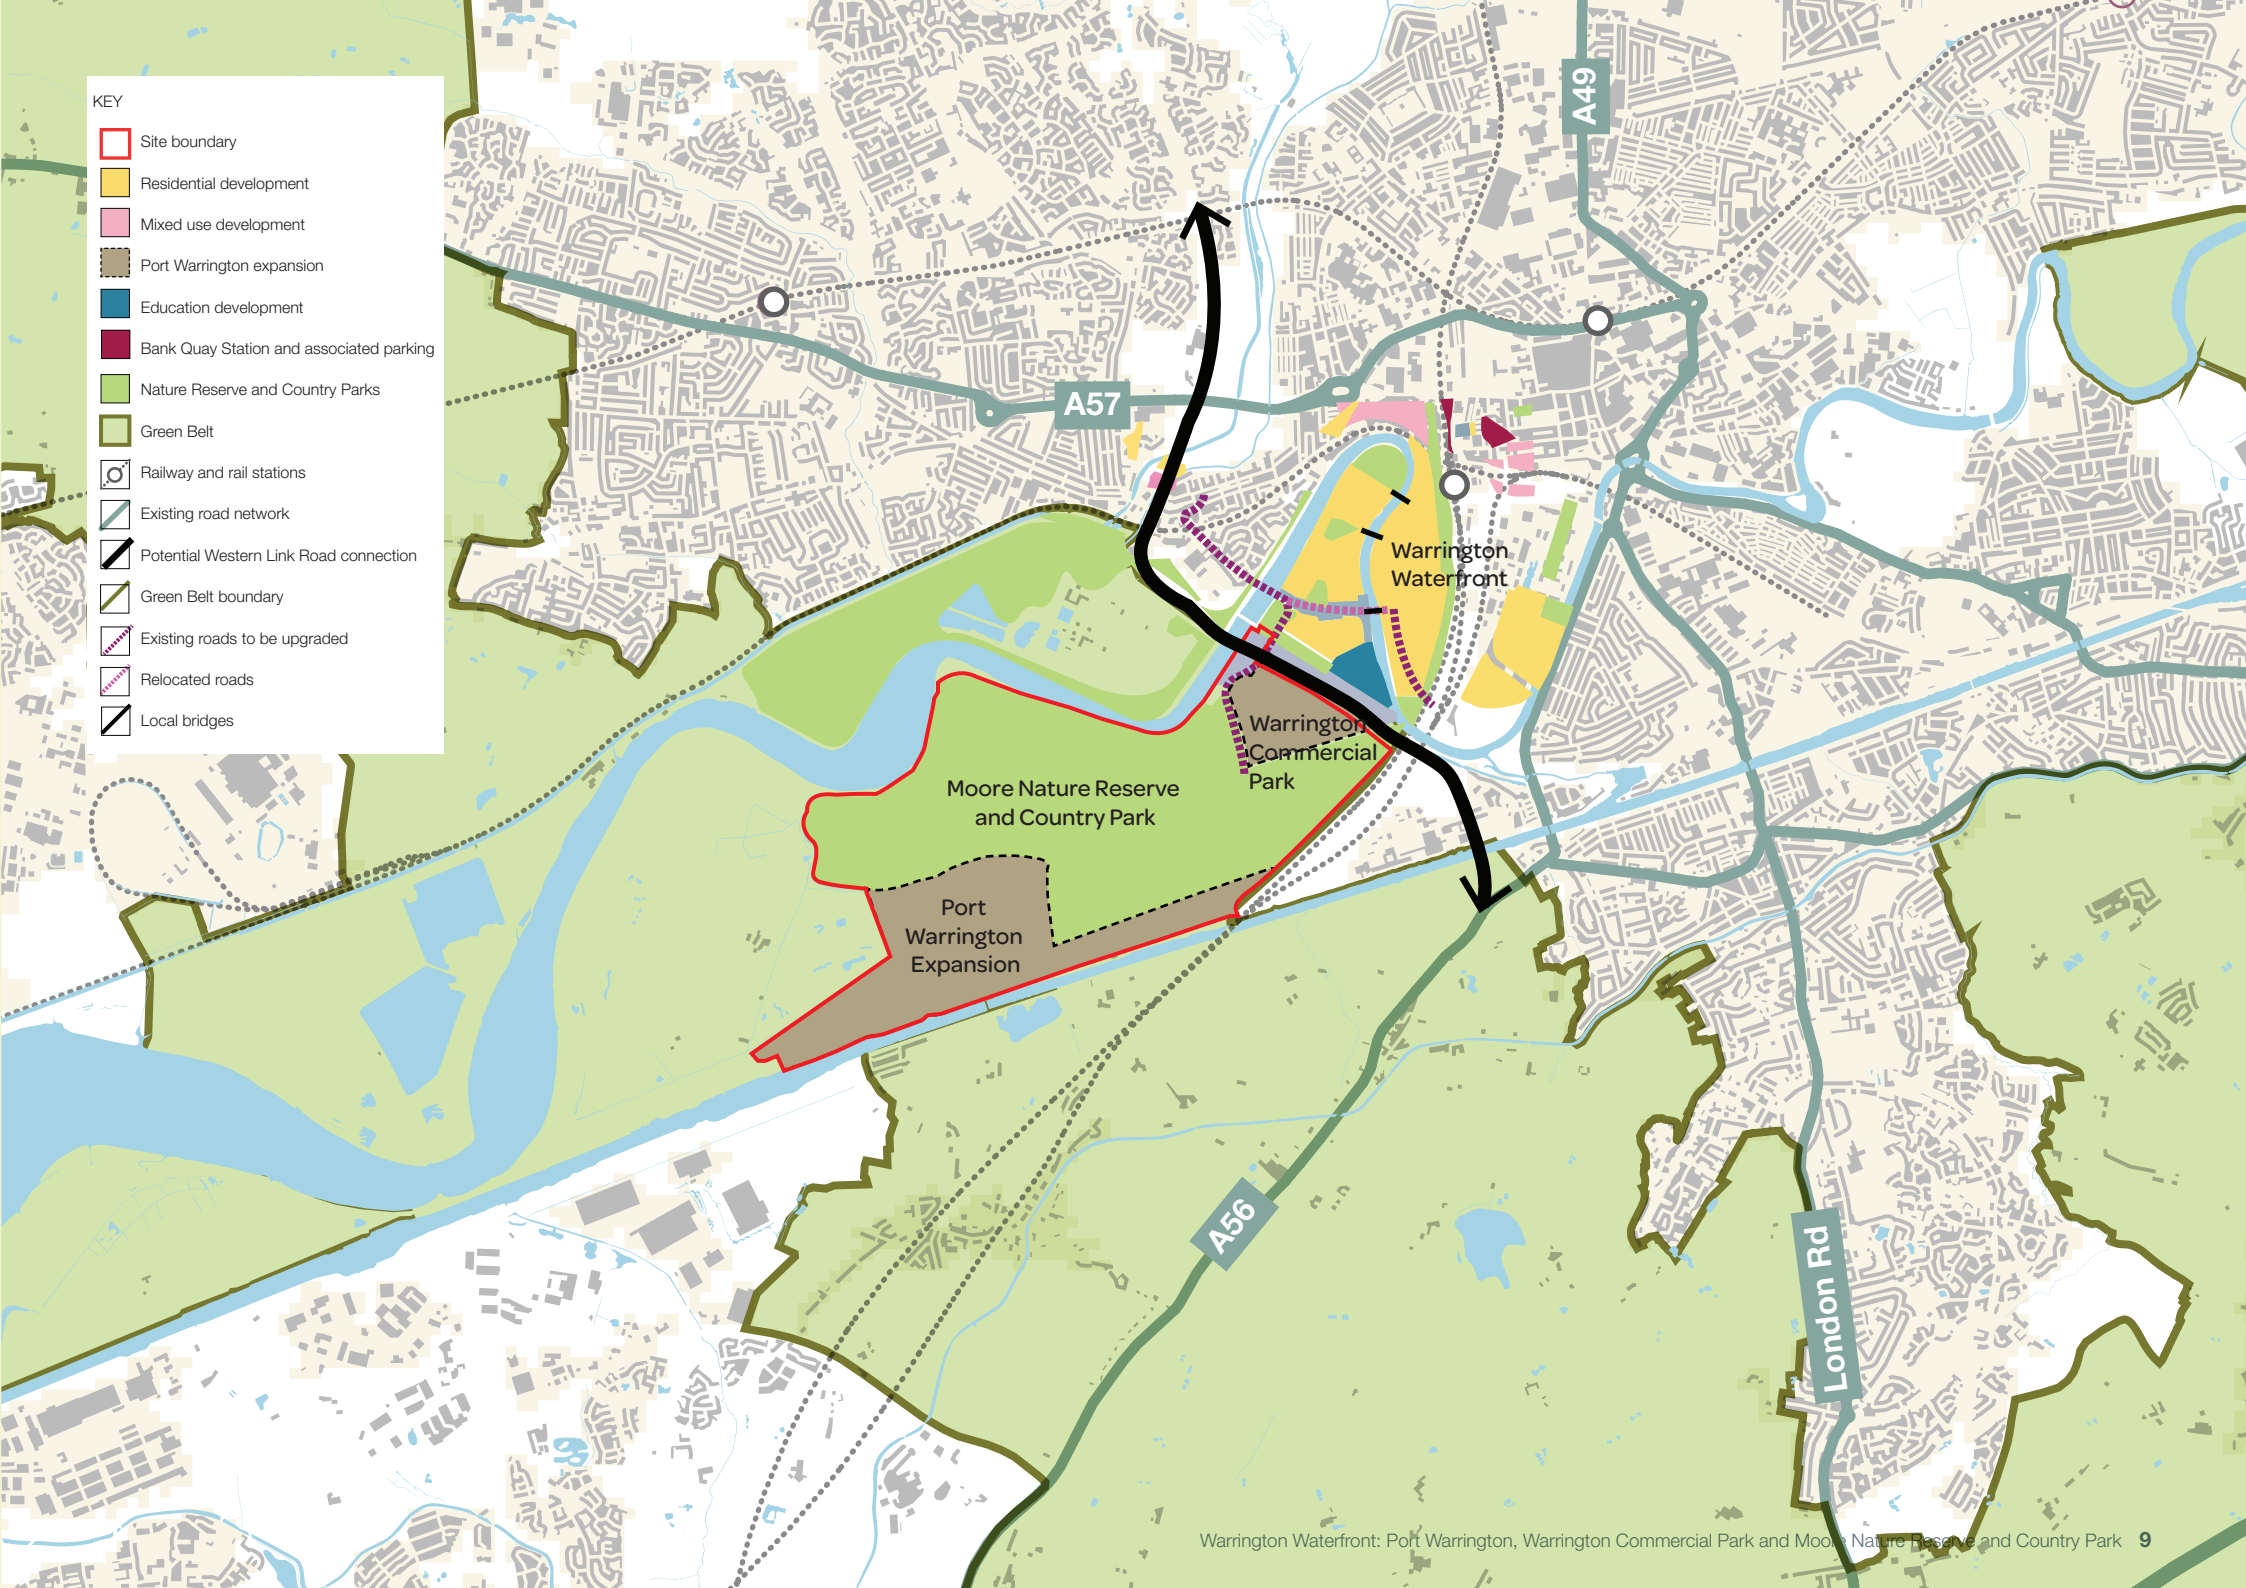 KEY
Site boundary
Residential development
Mixed use development
Port Warrington expansion
Education development
Bank Quay Station and associated parking
Nature Reserve and Country Parks
Green Belt
Railway and rail stations
Existing road network
Potential Western Link Road connection
Green Belt boundary
Existing roads to be upgraded
Relocated roads
Local bridges
A49
A57
Warrington
Waterfront
Warrington
Commercial
Park
Moore Nature Reserve
and Country Park
Port
Warrington
Expansion
A56
London Rd
Warrington Waterfront: Port Warrington, Warrington Commercial Park and Moore Nature Reserve and Country Park 9